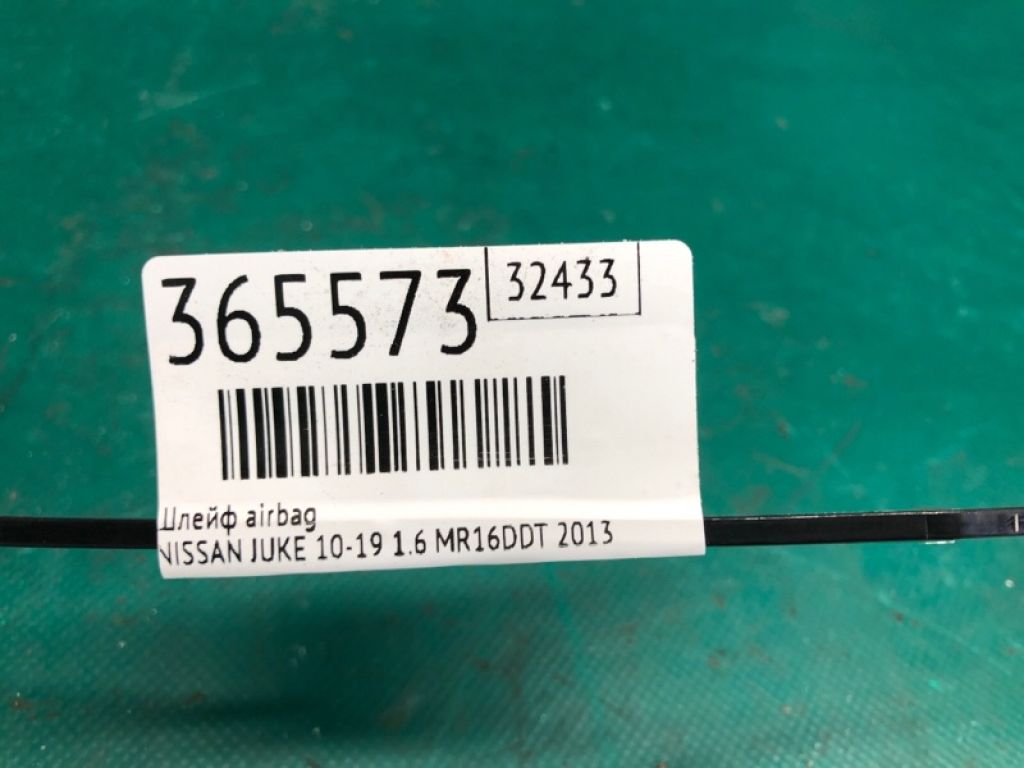 365573
32433
Шлейф airbag
NISSAN JUKE 10-19 1.6 MR16DDT 2013